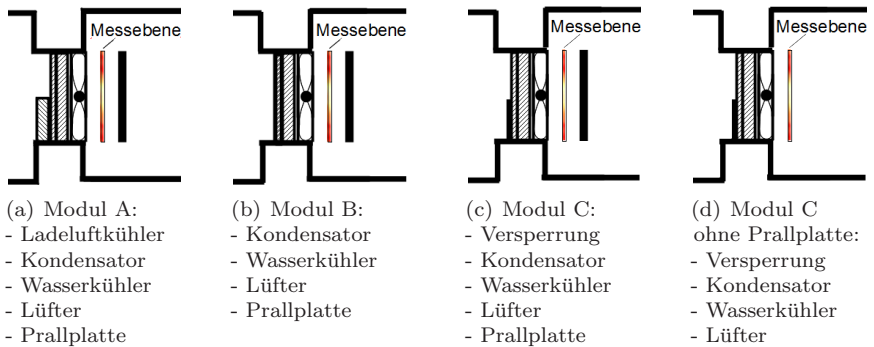 Messebene
Messebene
Messebene
Messebene
(a) Modul A:
- Ladeluftkühler
- Kondensator
- Wasserkühler
- Lüfter
- Prallplatte
(b) Modul B:
- Kondensator
- Wasserkühler
- Lüfter
- Prallplatte
(c) Modul C:
- Versperrung
- Kondensator
- Wasserkühler
- Lüfter
- Prallplatte
(d) Modul C
ohne Prallplatte:
- Versperrung
- Kondensator
- Wasserkühler
- Lüfter